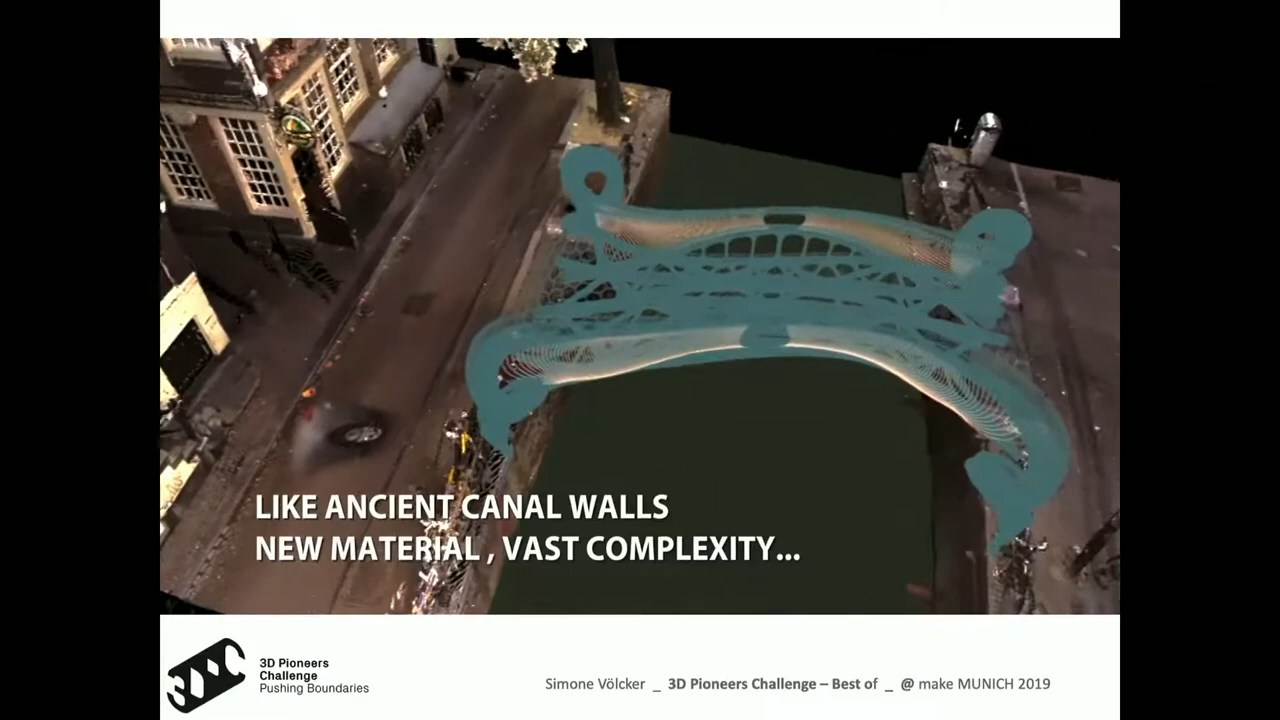 LIKE ANCIENT CANAL WALLS
NEW MATERIAL , VAST COMPLEXITY...
3D Pioneers
Challenge
Pushing Boundaries
Simone Völcker _ 3D Pioneers Challenge – Best of _ @ make MUNICH 2019